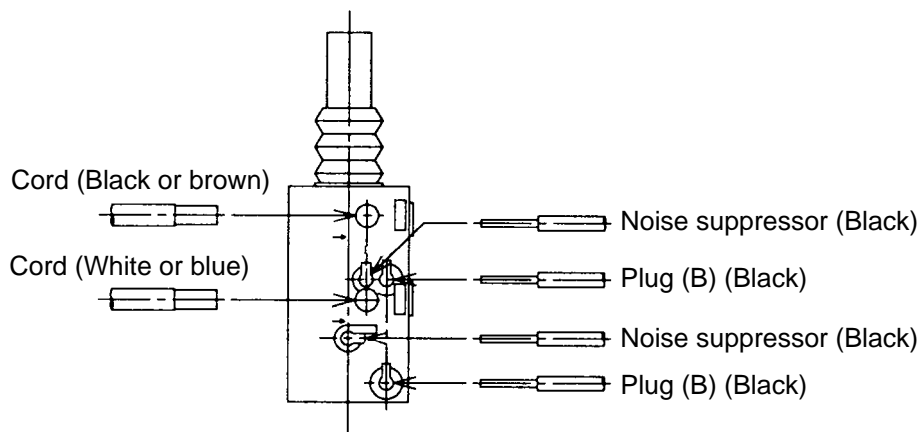 Cord (Black or brown)
Noise suppressor (Black)
Cord (White or blue)
Plug (B) (Black)
Noise suppressor (Black)
Plug (B) (Black)